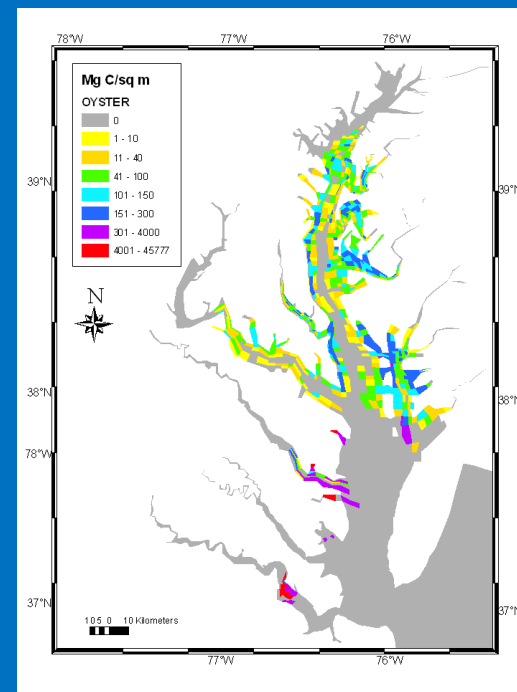 78°W
77°W
76°W
Mg C/sq m
OYSTER
0
1 - 10
11 - 40
41 - 100
101 - 150
151 - 300
301 - 4000
4001 - 45777
39°N
39°N
N
38°N
38°N
78°W
37°N
37°N
10 5 0 10 Kilometers
77°W
76°W